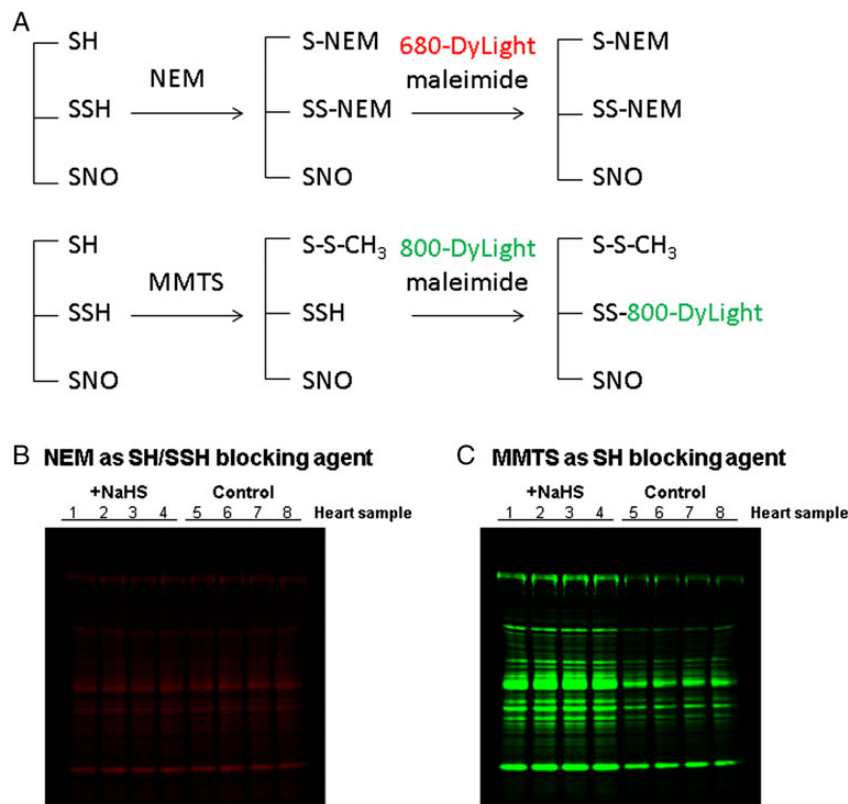 A
SH
SSH
SNO
NEM
S-NEM
SS-NEM
SNO
680-DyLight
maleimide
S-NEM
SS-NEM
SNO
SH
SSH
SNO
MMTS
S-S-CH₃
SSH
SNO
800-DyLight
maleimide
S-S-CH₃
SS-800-DyLight
SNO
B NEM as SH/SSH blocking agent
+NaHS Control
1 2 3 4 5 6 7 8 Heart sample
C MMTS as SH blocking agent
+NaHS Control
1 2 3 4 5 6 7 8 Heart sample